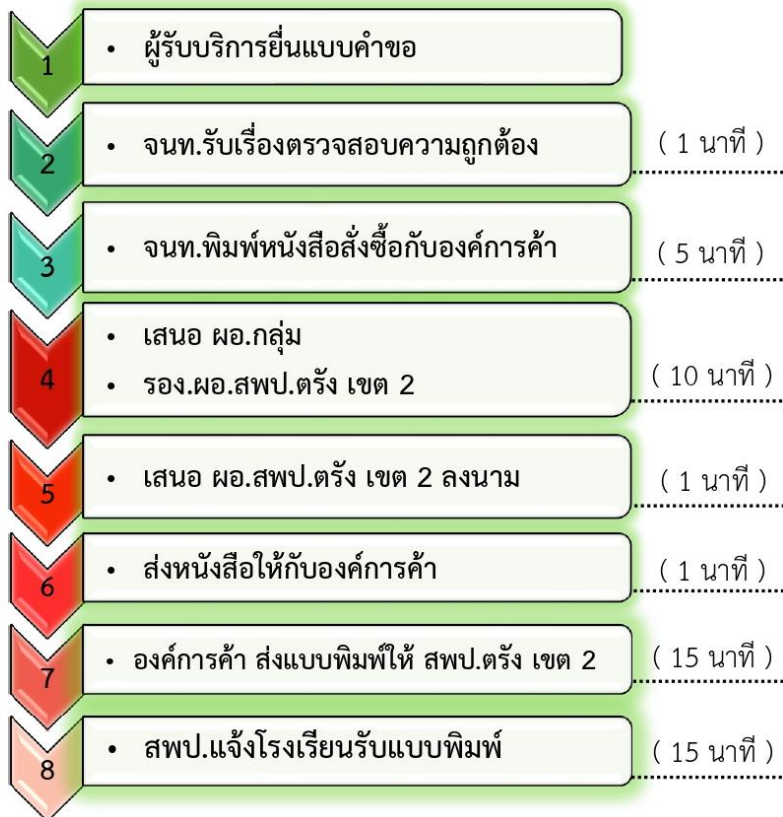 1 • ผู้รับบริการยื่นแบบคำขอ
2 • จนท.รับเรื่องตรวจสอบความถูกต้อง ( 1 นาที )
3 • จนท.พิมพ์หนังสือสั่งซื้อกับองค์การค้า ( 5 นาที )
• เสนอ ผอ.กลุ่ม
4 • รอง.ผอ.สพป.ตรัง เขต 2 ( 10 นาที )
5 • เสนอ ผอ.สพป.ตรัง เขต 2 ลงนาม ( 1 นาที )
6 • ส่งหนังสือให้กับองค์การค้า ( 1 นาที )
7 • องค์การค้า ส่งแบบพิมพ์ให้ สพป.ตรัง เขต 2 ( 15 นาที )
8 • สพป.แจ้งโรงเรียนรับแบบพิมพ์ ( 15 นาที )